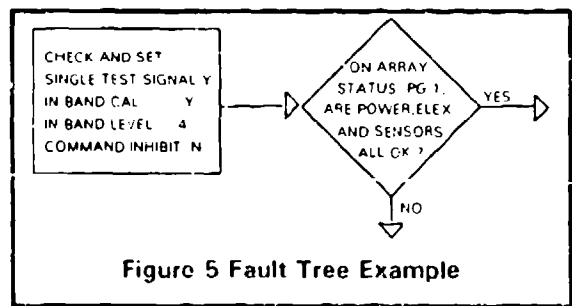 CHECK AND SET
SINGLE TEST SIGNAL Y
IN BAND CAL Y
IN BAND LEVEL 4
COMMAND INHIBIT N
ON ARRAY
STATUS PG 1,
ARE POWER,ELEX
AND SENSORS
ALL OK ?
YES
NO
Figure 5 Fault Tree Example